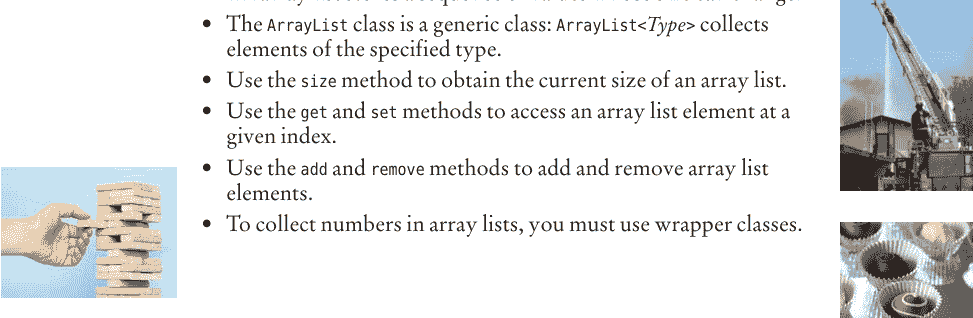 • The ArrayList class is a generic class: ArrayList<Type> collects
elements of the specified type.
• Use the size method to obtain the current size of an array list.
• Use the get and set methods to access an array list element at a
given index.
• Use the add and remove methods to add and remove array list
elements.
• To collect numbers in array lists, you must use wrapper classes.